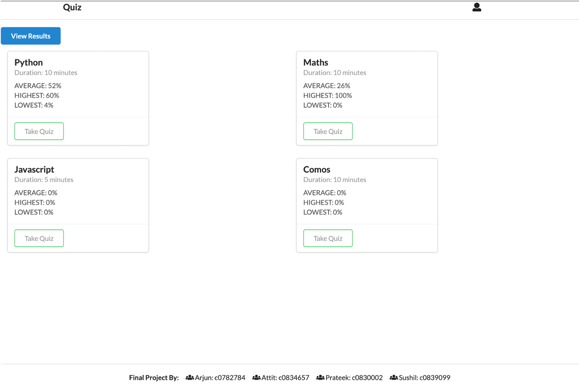 Quiz
View Results
Python
Duration: 10 minutes
AVERAGE: 52%
HIGHEST: 60%
LOWEST: 4%
Take Quiz
Maths
Duration: 10 minutes
AVERAGE: 26%
HIGHEST: 100%
LOWEST: 0%
Take Quiz
Javascript
Duration: 5 minutes
AVERAGE: 0%
HIGHEST: 0%
LOWEST: 0%
Take Quiz
Comos
Duration: 10 minutes
AVERAGE: 0%
HIGHEST: 0%
LOWEST: 0%
Take Quiz
Final Project By: Arjun: c0782784 Attit: c0834657 Prateek: c0830002 Sushil: c0839099